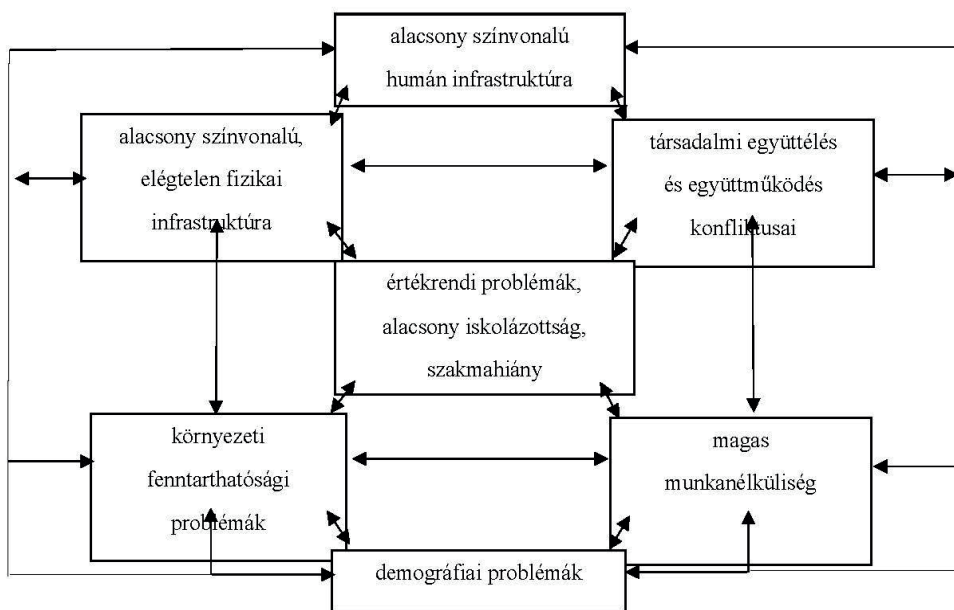 alacsony színvonalú
humán infrastruktúra
alacsony színvonalú,
elégtelen fizikai
infrastruktúra
társadalmi együttélés
és együttműködés
konfliktusai
értékrendi problémák,
alacsony iskolázottság,
szakmahiány
környezeti
fenntarthatósági
problémák
magas
munkanélküliség
demográfiai problémák